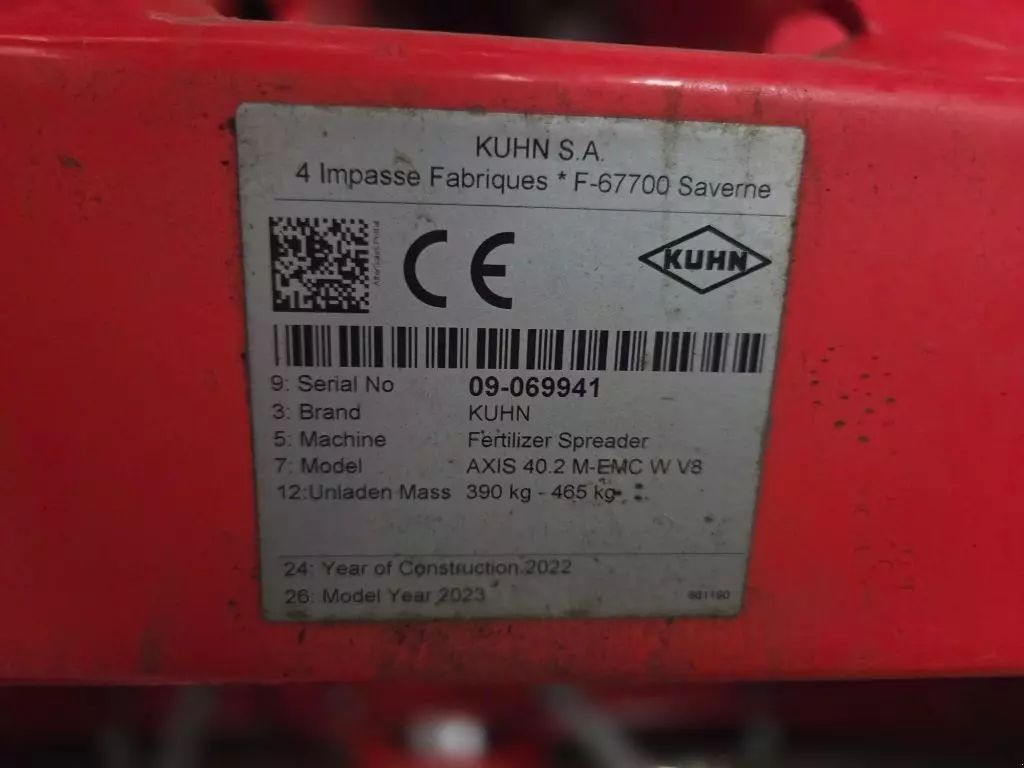 KUHN S.A.
4 Impasse Fabriques * F-67700 Saverne
CE
KUHN
9: Serial No 09-069941
3: Brand KUHN
5: Machine Fertilizer Spreader
7: Model AXIS 40.2 M-EMC W V8
12:Unladen Mass 390 kg - 465 kg
24: Year of Construction 2022
26: Model Year 2023